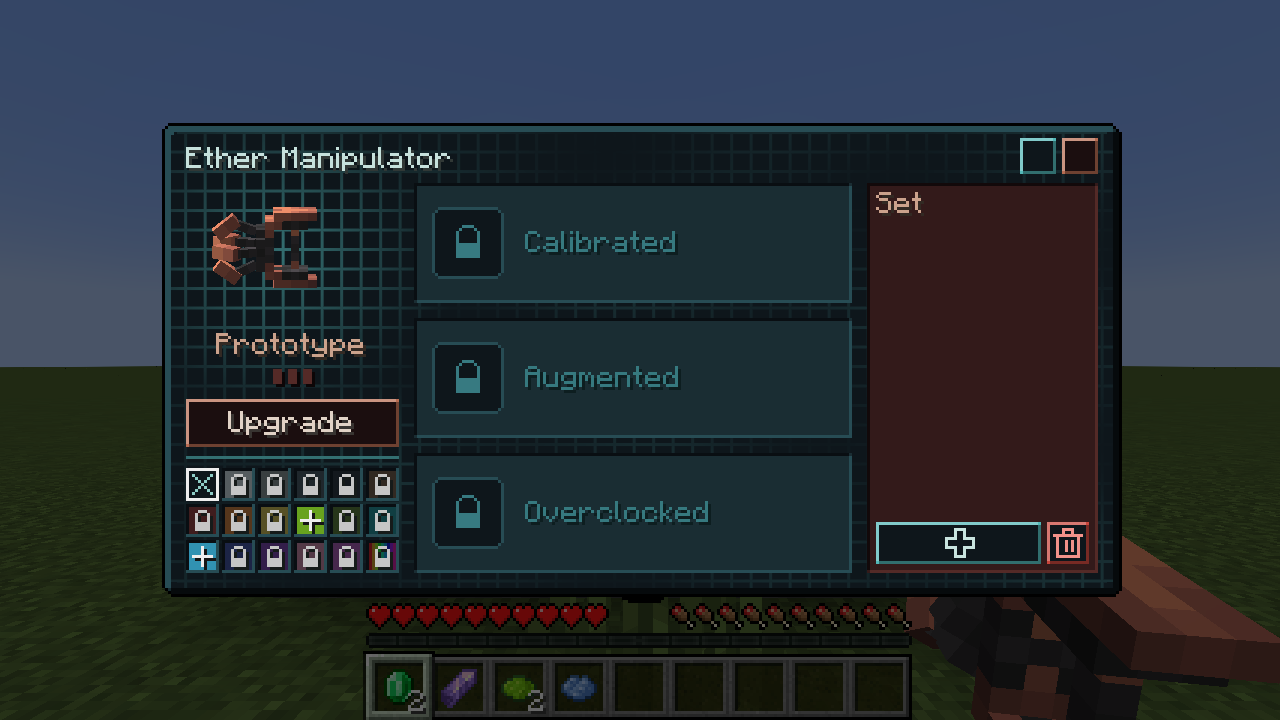 Ether Manipulator
Set
Calibrated
Prototype
Augmented
Upgrade
Overclocked
2
2